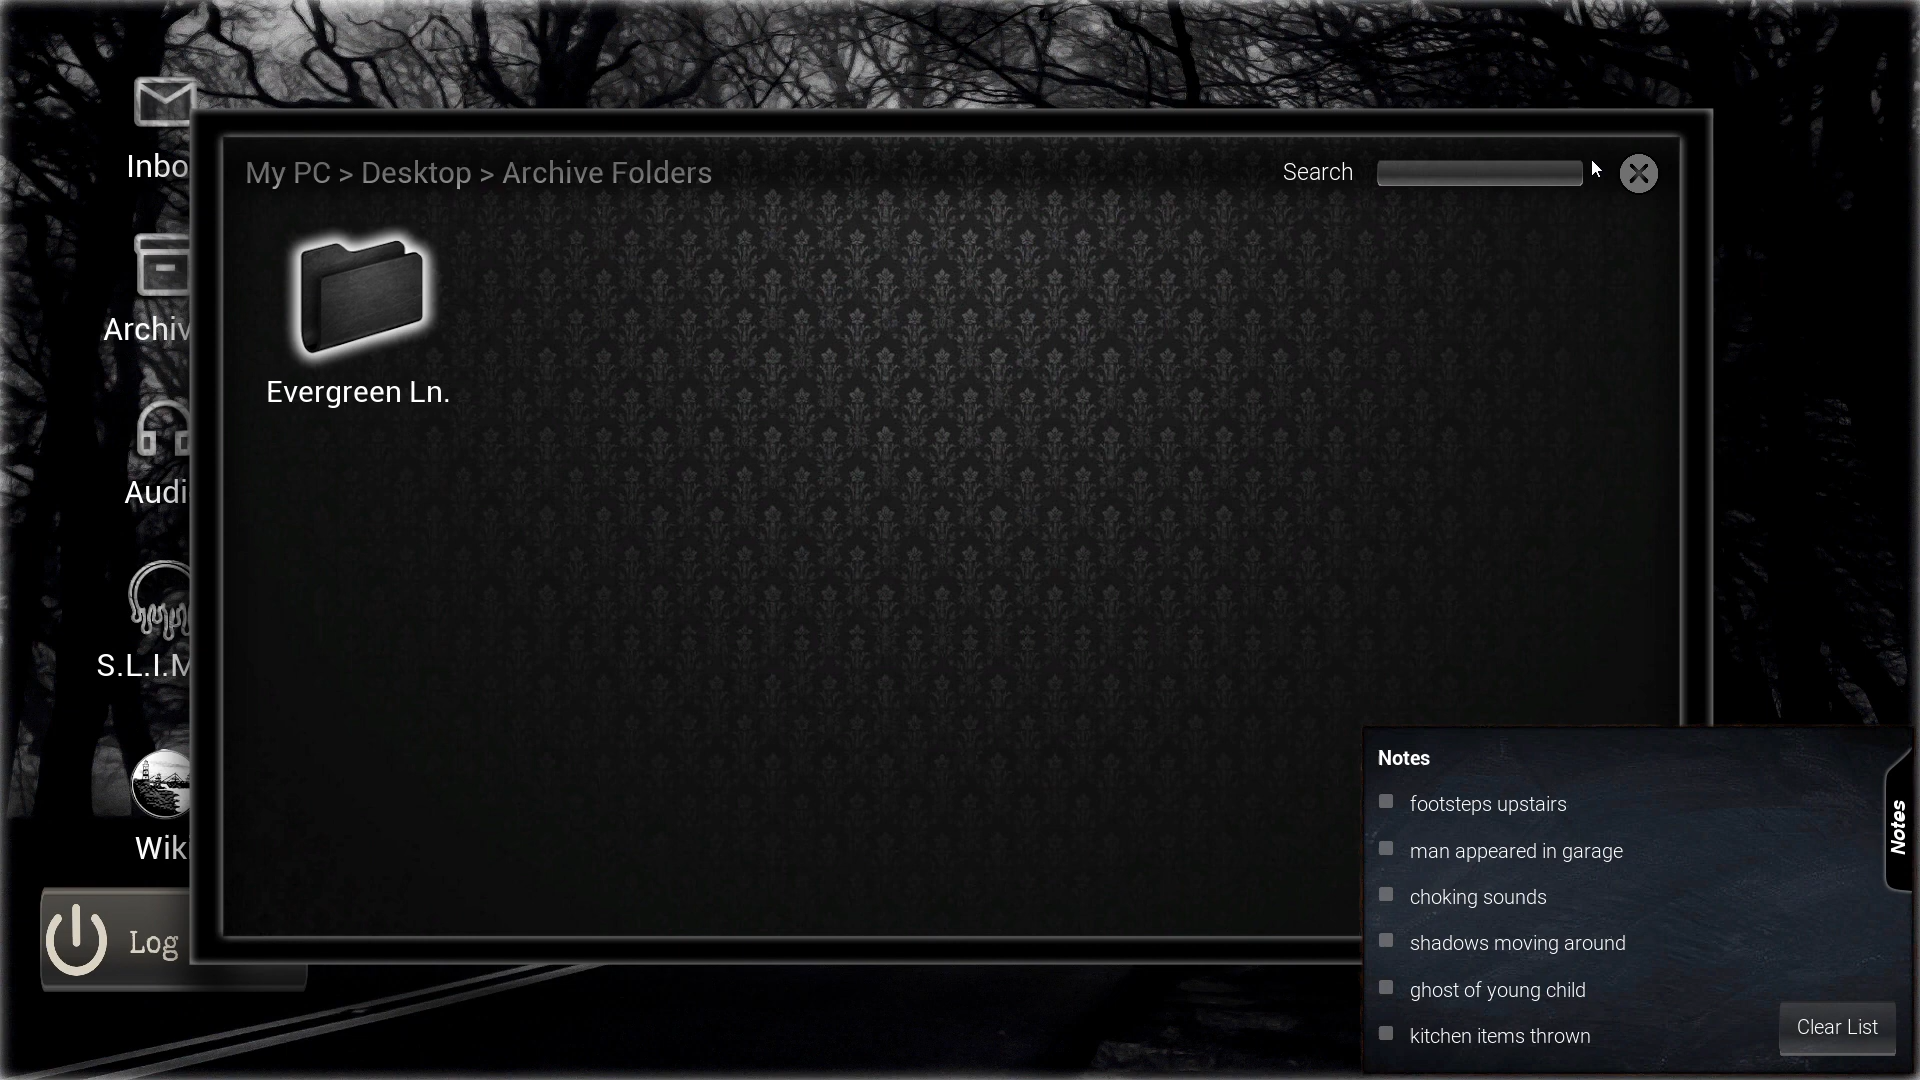 Inbo
Archiv
Audi
S.L.I.M
Wik
Log
My PC > Desktop > Archive Folders
Search
Evergreen Ln.
Notes
footsteps upstairs
man appeared in garage
choking sounds
shadows moving around
ghost of young child
kitchen items thrown
Clear List
Notes